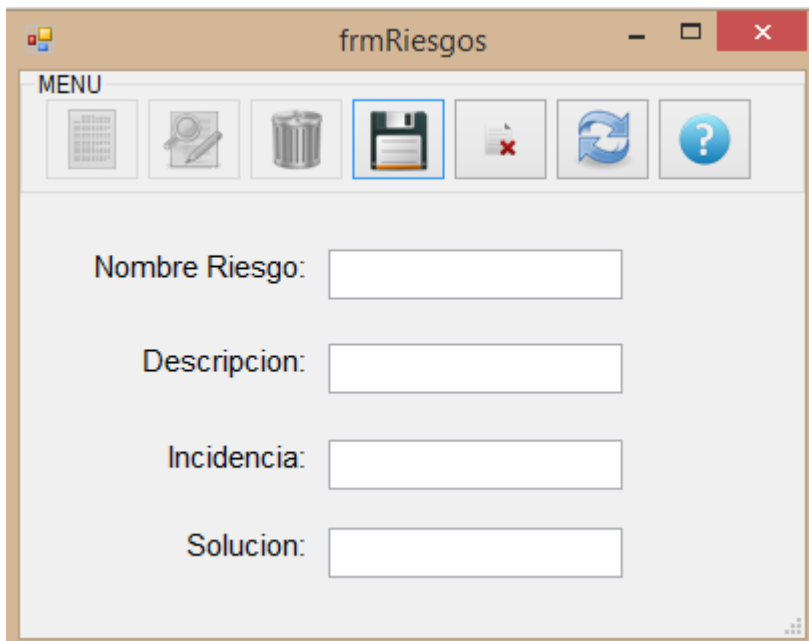 frmRiesgos
MENU
?
Nombre Riesgo:
Descripcion:
Incidencia:
Solucion: